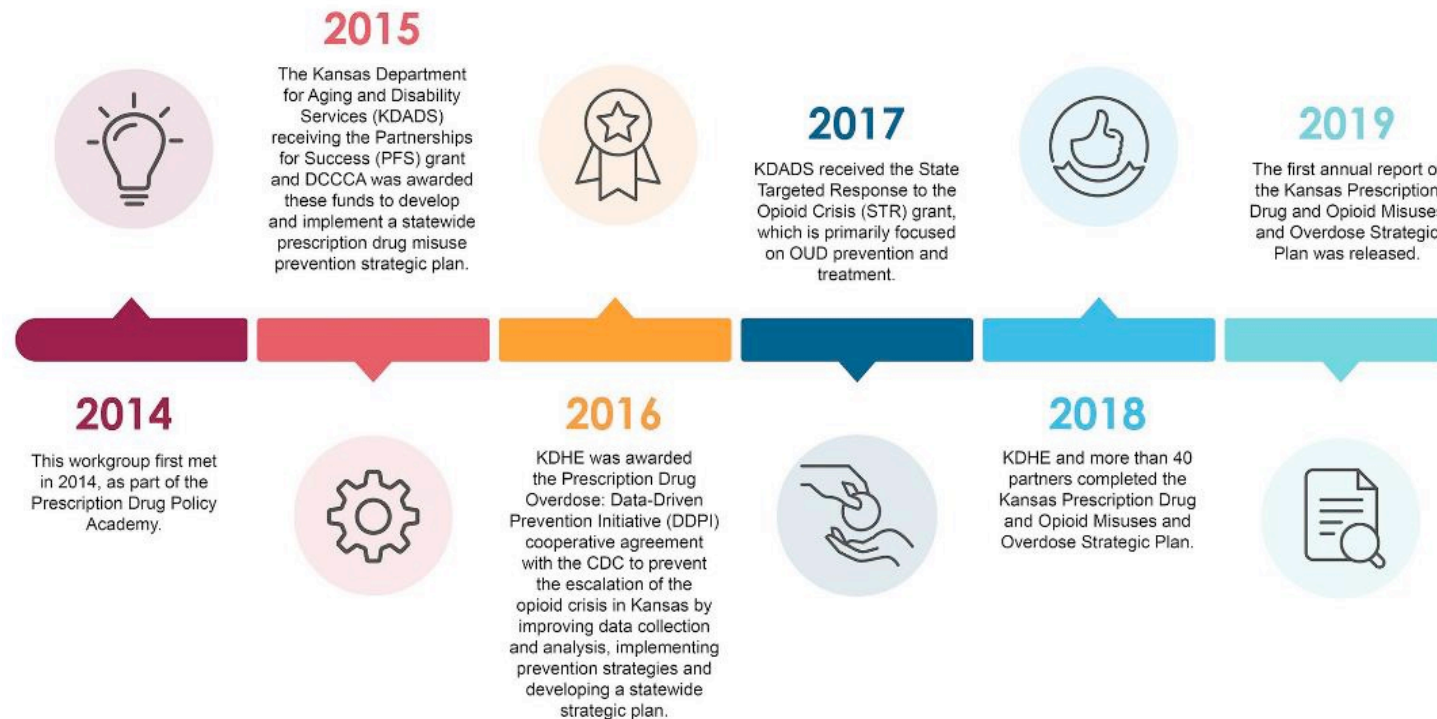 2014
This workgroup first met
in 2014, as part of the
Prescription Drug Policy
Academy.
2015
The Kansas Department
for Aging and Disability
Services (KDADS)
receiving the Partnerships
for Success (PFS) grant
and DCCCA was awarded
these funds to develop
and implement a statewide
prescription drug misuse
prevention strategic plan.
2016
KDHE was awarded
the Prescription Drug
Overdose: Data-Driven
Prevention Initiative (DDPI)
cooperative agreement
with the CDC to prevent
the escalation of the
opioid crisis in Kansas by
improving data collection
and analysis, implementing
prevention strategies and
developing a statewide
strategic plan.
2017
KDADS received the State
Targeted Response to the
Opioid Crisis (STR) grant,
which is primarily focused
on OUD prevention and
treatment.
2018
KDHE and more than 40
partners completed the
Kansas Prescription Drug
and Opioid Misuses and
Overdose Strategic Plan.
2019
The first annual report
the Kansas Prescription
Drug and Opioid Misuses
and Overdose Strategic
Plan was released.